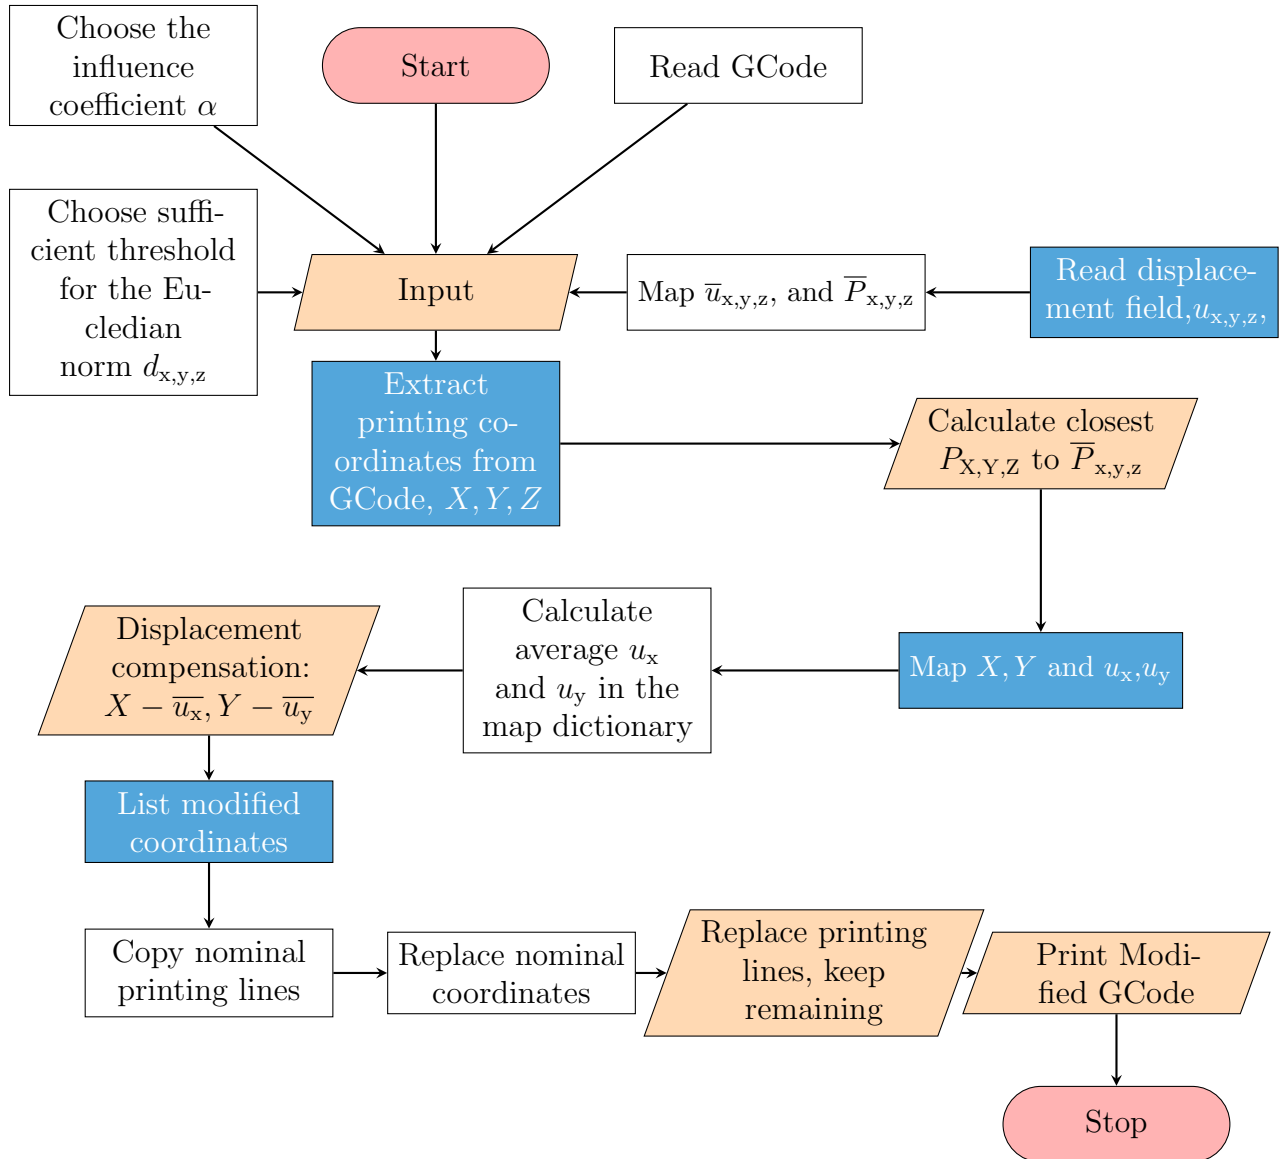 Choose the
influence
coefficient α
Start
Read GCode
Choose suffi-
cient threshold
for the Eu-
cledian
norm d_x,y,z
Input
Map u̅_x,y,z, and P̅_x,y,z
Read displace-
ment field,u_x,y,z,
Extract
printing co-
ordinates from
GCode, X, Y, Z
Calculate closest
P_X,Y,Z to P̅_x,y,z
Displacement
compensation:
X − u̅_x, Y − u̅_y
Calculate
average u_x
and u_y in the
map dictionary
Map X, Y and u_x,u_y
List modified
coordinates
Copy nominal
printing lines
Replace nominal
coordinates
Replace printing
lines, keep
remaining
Print Modi-
fied GCode
Stop